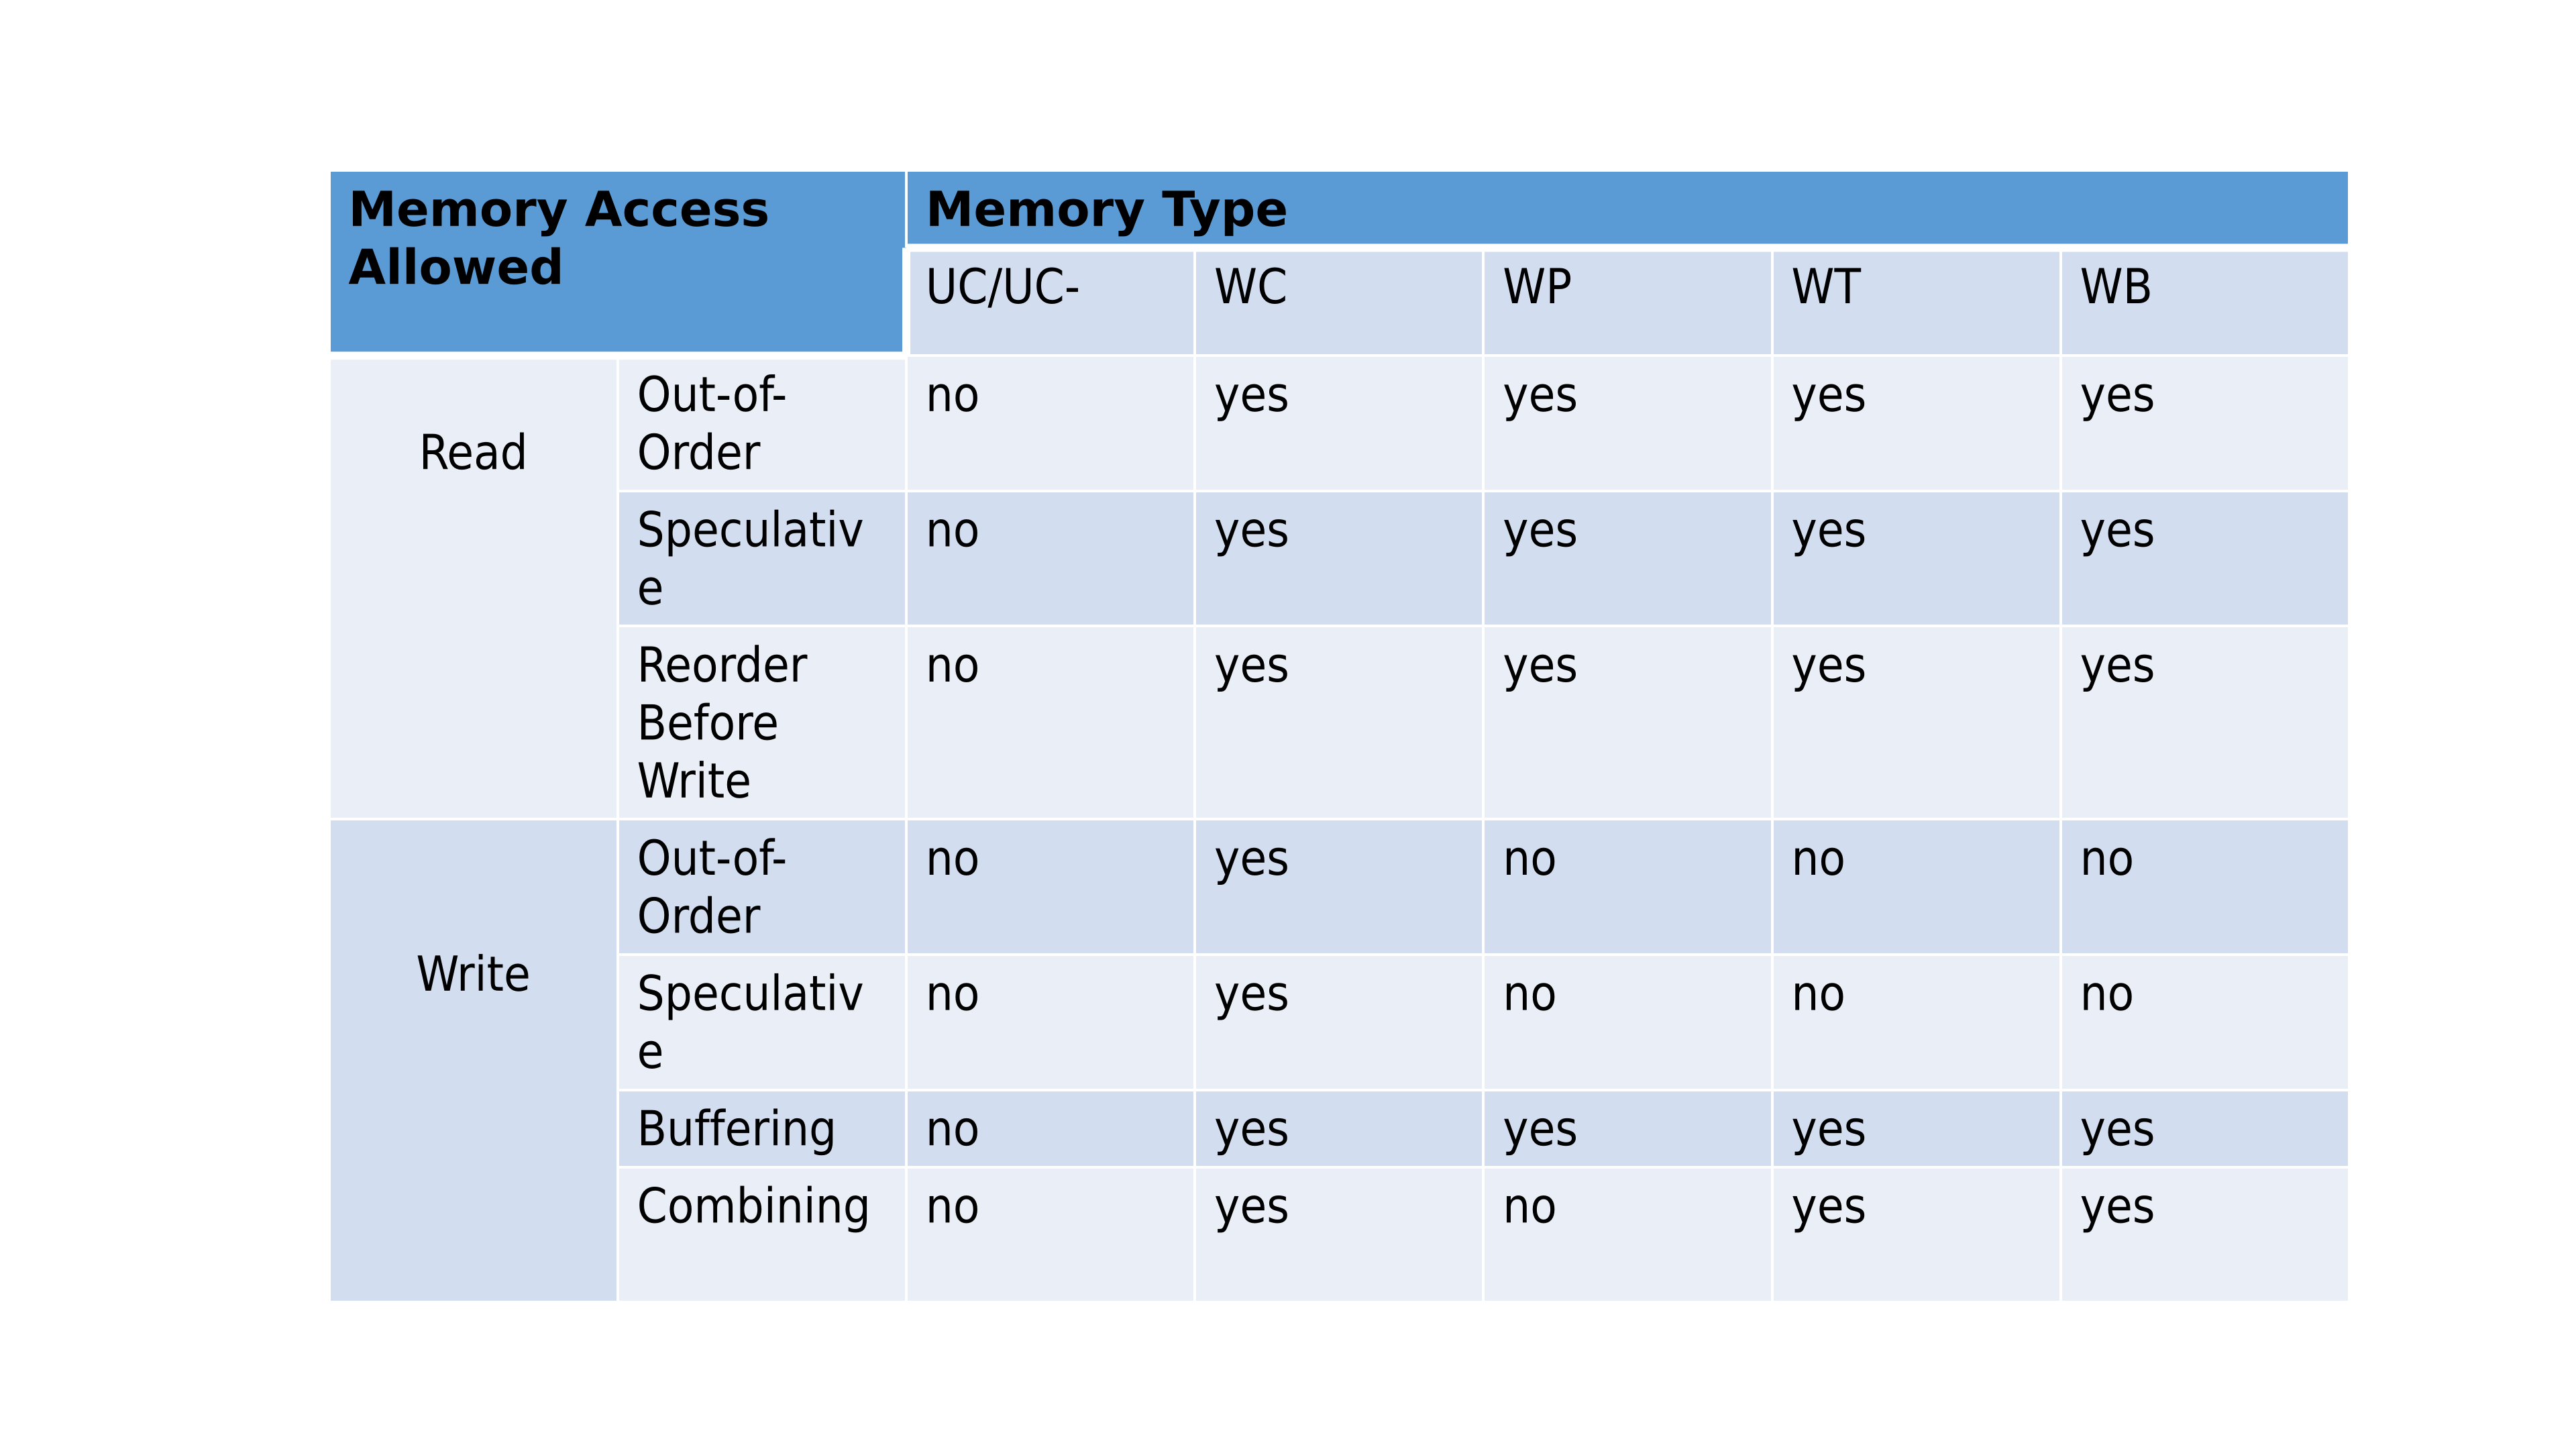 Memory Access
Allowed
Memory Type
UC/UC-
WC
WP
WT
WB
Read
Out-of-
Order
no
yes
yes
yes
yes
Speculativ
e
no
yes
yes
yes
yes
Reorder
Before
Write
no
yes
yes
yes
yes
Write
Out-of-
Order
no
yes
no
no
no
Speculativ
e
no
yes
no
no
no
Buffering
no
yes
yes
yes
yes
Combining
no
yes
no
yes
yes